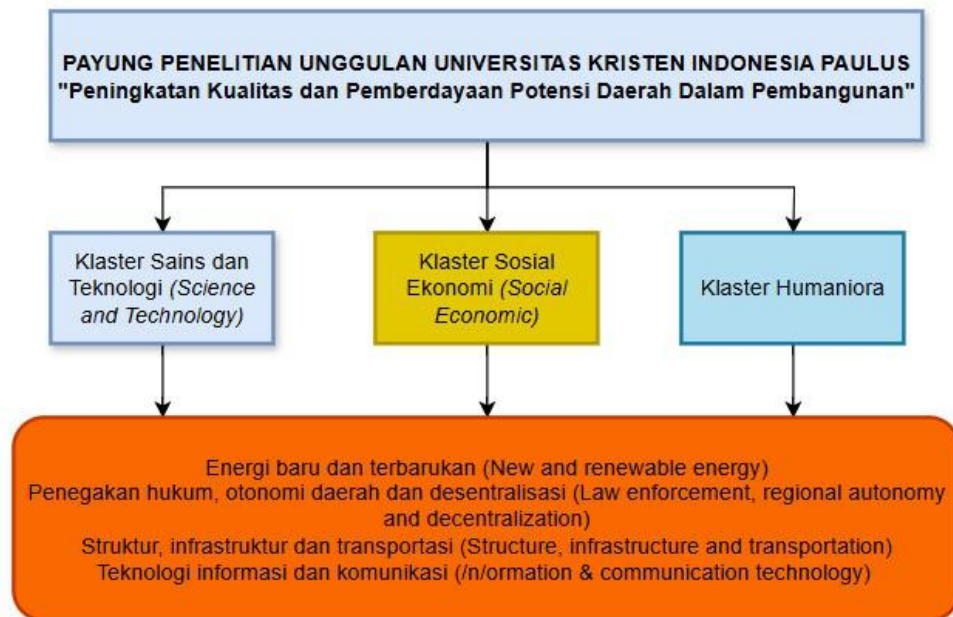 PAYUNG PENELITIAN UNGGULAN UNIVERSITAS KRISTEN INDONESIA PAULUS
"Peningkatan Kualitas dan Pemberdayaan Potensi Daerah Dalam Pembangunan"
Klaster Sains dan
Teknologi (Science
and Technology)
Klaster Sosial
Ekonomi (Social
Economic)
Klaster Humaniora
Energi baru dan terbarukan (New and renewable energy)
Penegakan hukum, otonomi daerah dan desentralisasi (Law enforcement, regional autonomy
and decentralization)
Struktur, infrastruktur dan transportasi (Structure, infrastructure and transportation)
Teknologi informasi dan komunikasi (/n/ormation & communication technology)